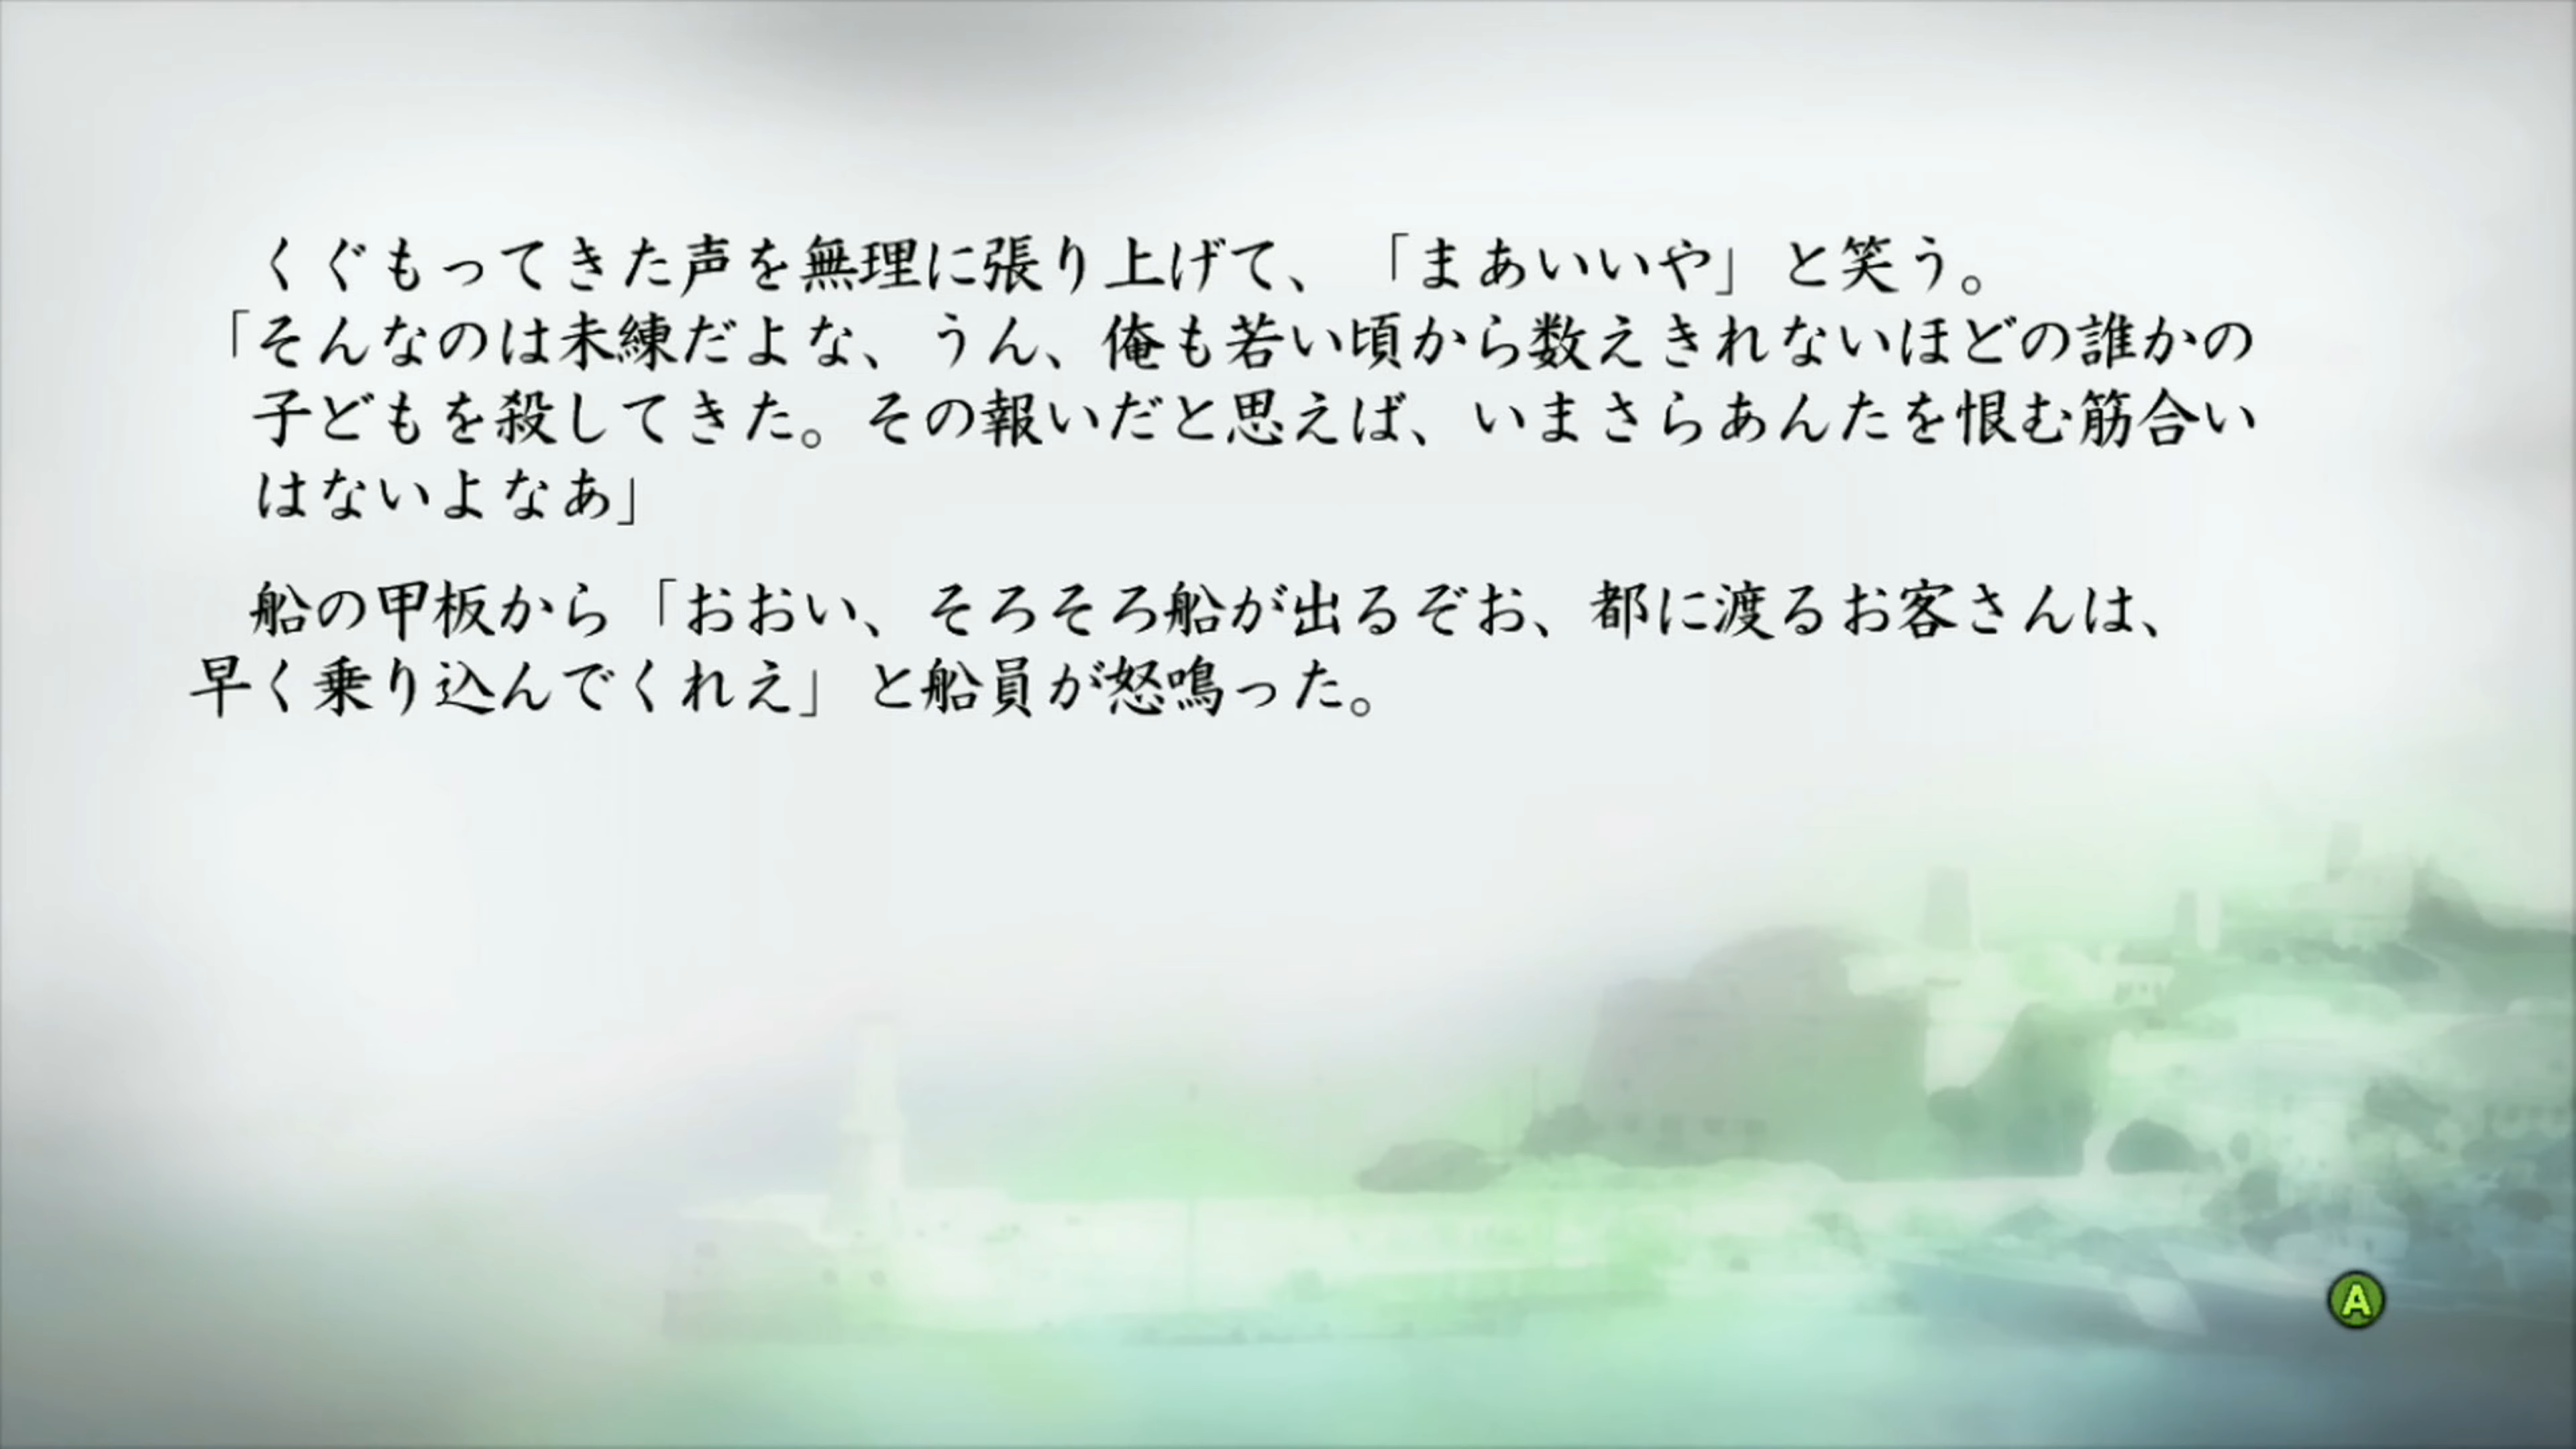 くぐもってきた声を無理に張り上げて、「まあいいや」と笑う。
「そんなのは未練だよな、うん、俺も若い頃から数えきれないほどの誰かの
子どもを殺してきた。その報いだと思えば、いまさらあんたを恨む筋合い
はないよなあ」
船の甲板から「おおい、そろそろ船が出るぞお、都に渡るお客さんは、
早く乗り込んでくれえ」と船員が怒鳴った。
A